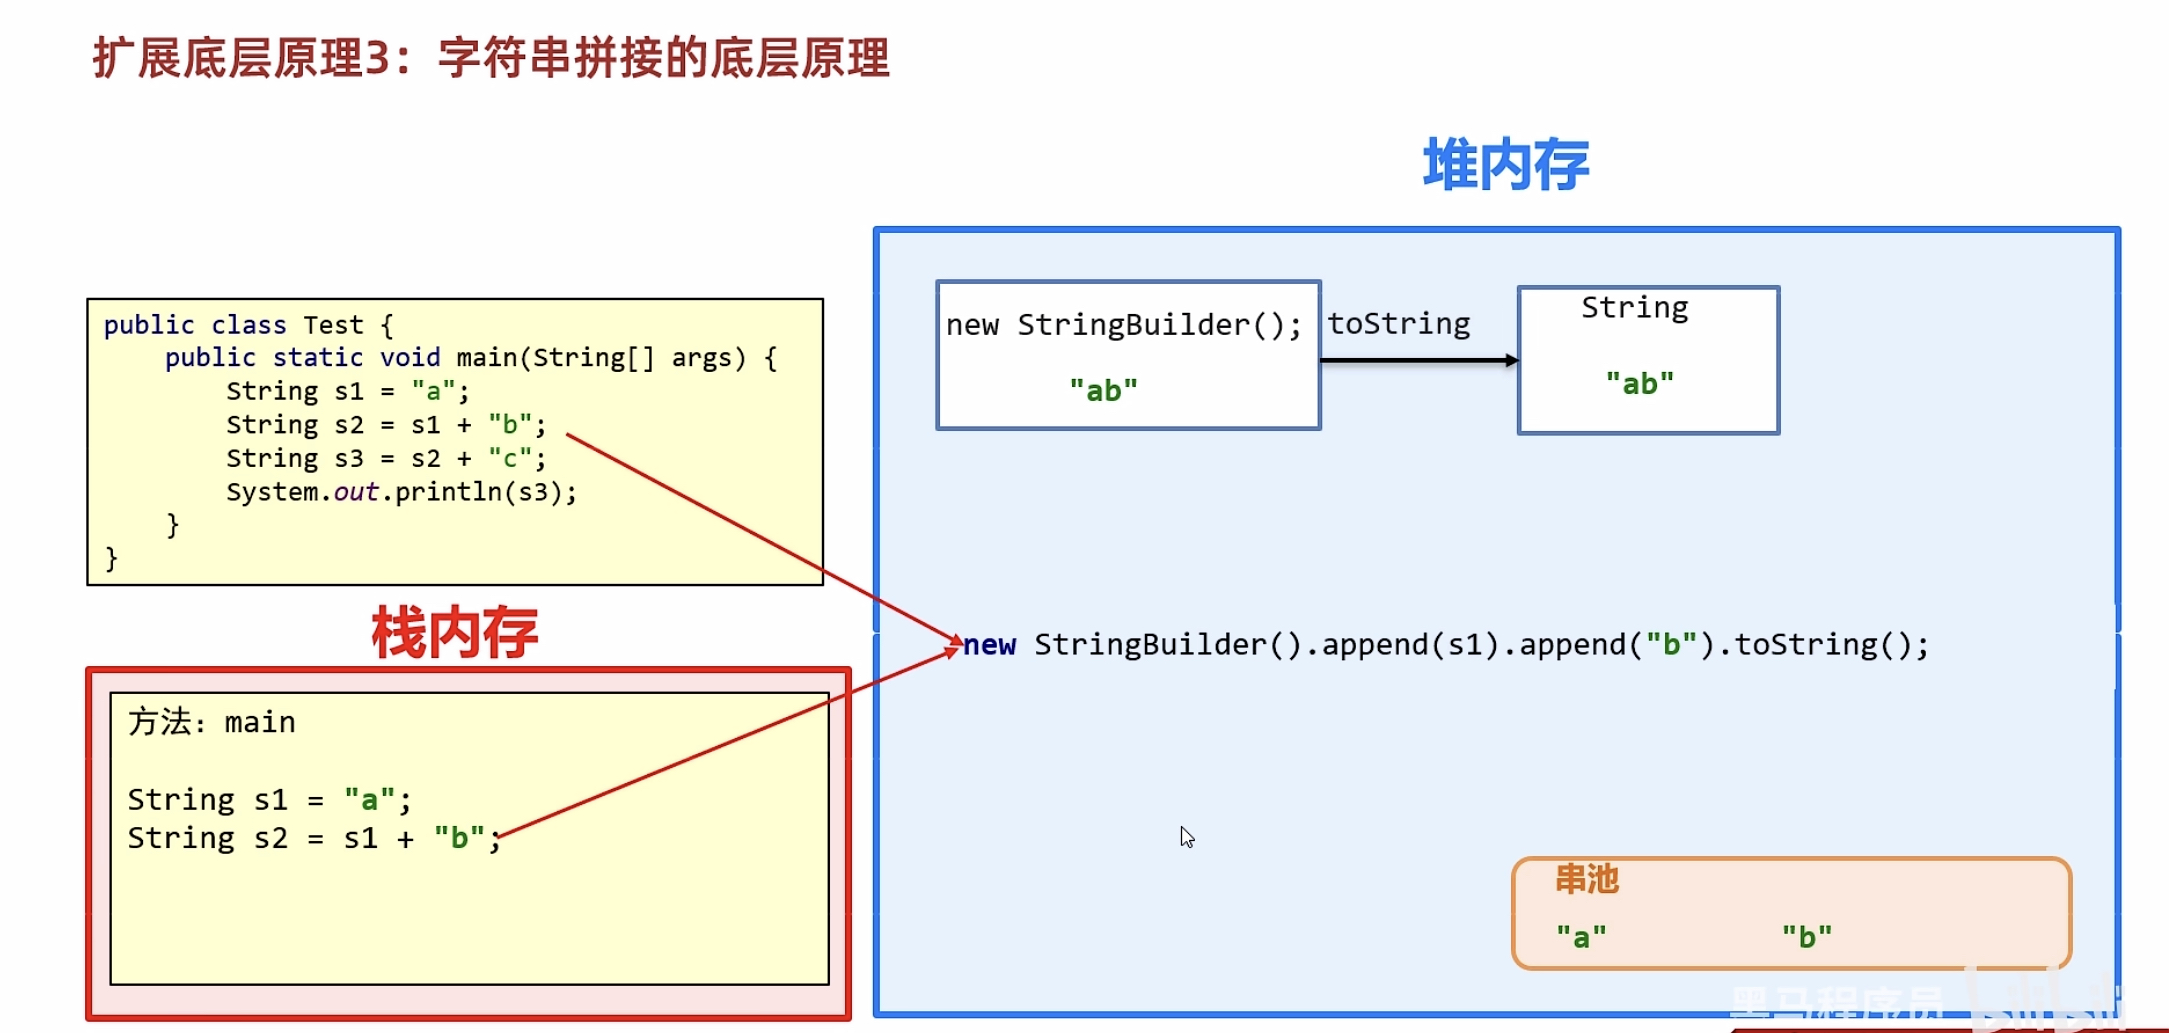 扩展底层原理3：字符串拼接的底层原理
堆内存
public class Test {
public static void main(String[] args) {
String s1 = "a";
String s2 = s1 + "b";
String s3 = s2 + "c";
System.out.println(s3);
}
}
new StringBuilder();
"ab"
toString
String
"ab"
new StringBuilder().append(s1).append("b").toString();
栈内存
方法：main
String s1 = "a";
String s2 = s1 + "b";
串池
"a" "b"
黑马程序员